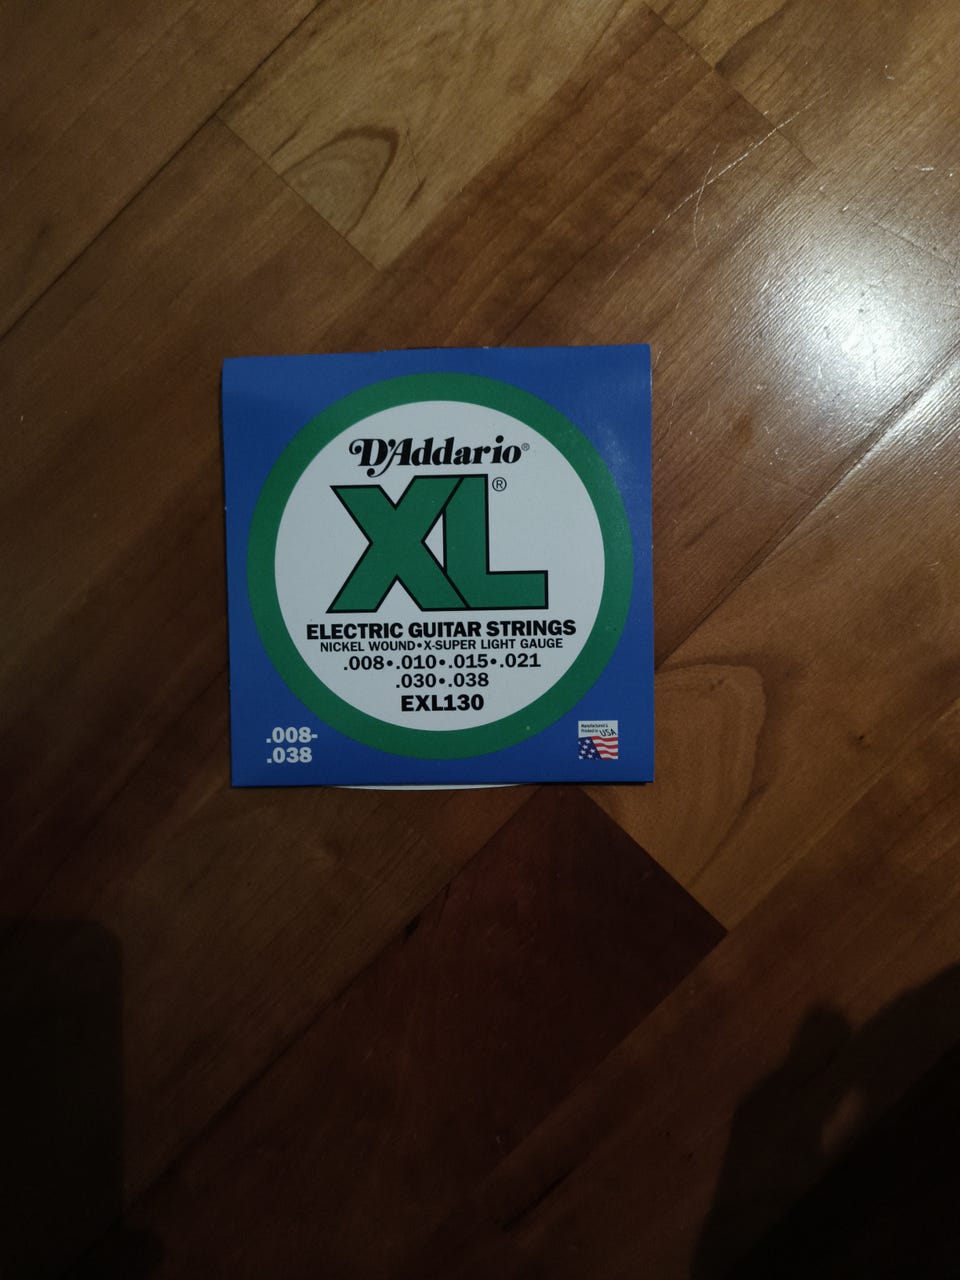 D'Addario®
XL®
ELECTRIC GUITAR STRINGS
NICKEL WOUND•X-SUPER LIGHT GAUGE
.008•.010•.015•.021
.030•.038
EXL130
.008-
.038
Manufactured &
Printed in USA